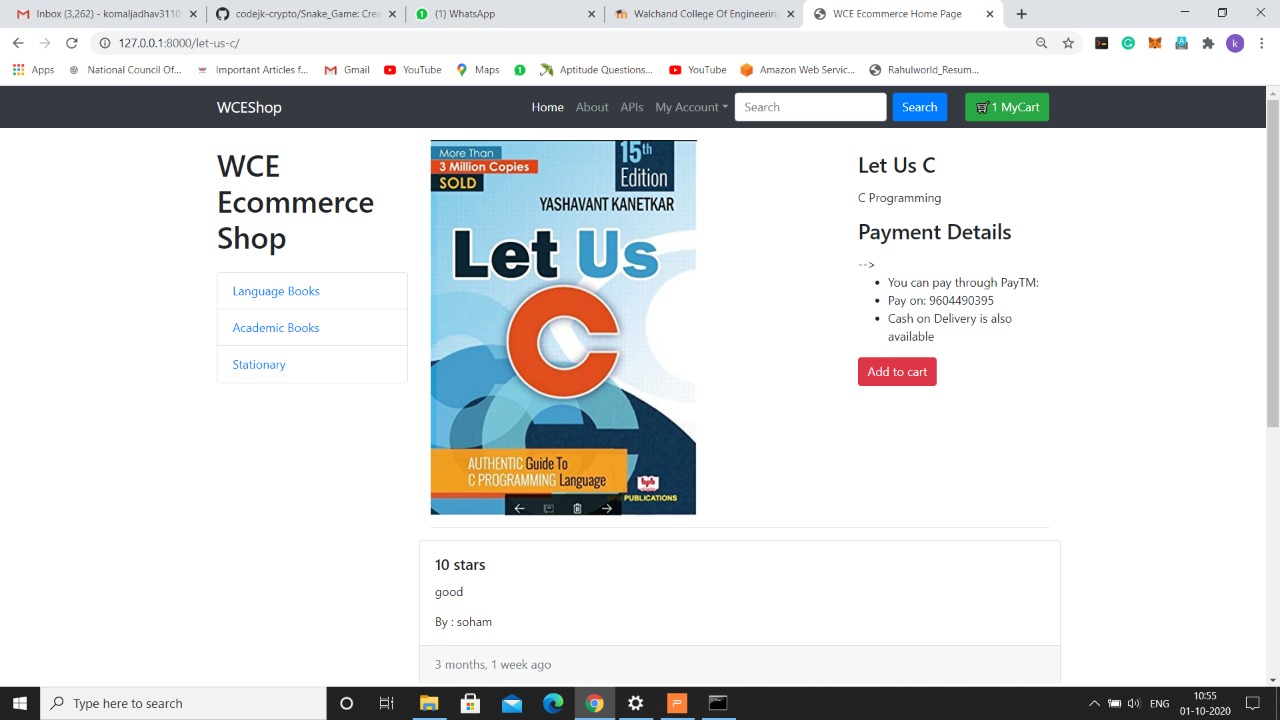 Inbox (3,262) - komaljadhav3110
codejk-crypto/Snake_Game: Crea
(1) WhatsApp
Walchand College Of Engineering
WCE Ecommerce Home Page
127.0.0.1:8000/let-us-c/
k
Apps
National Council Of...
Important Articles f...
Gmail
YouTube
Maps
Aptitude Questions...
YouTube
Amazon Web Servic...
Rahulworld_Resum...
WCEShop
Home
About
APIs
My Account
Search
Search
1 MyCart
WCE
Ecommerce
Shop
Language Books
Academic Books
Stationary
More Than
3 Million Copies
SOLD
15th
Edition
YASHAVANT KANETKAR
Let Us
C
AUTHENTIC Guide To
C PROGRAMMING Language
bpb
PUBLICATIONS
Let Us C
C Programming
Payment Details
-->
You can pay through PayTM:
Pay on: 9604490395
Cash on Delivery is also
available
Add to cart
10 stars
good
By : soham
3 months, 1 week ago
Type here to search
ENG
10:55
01-10-2020